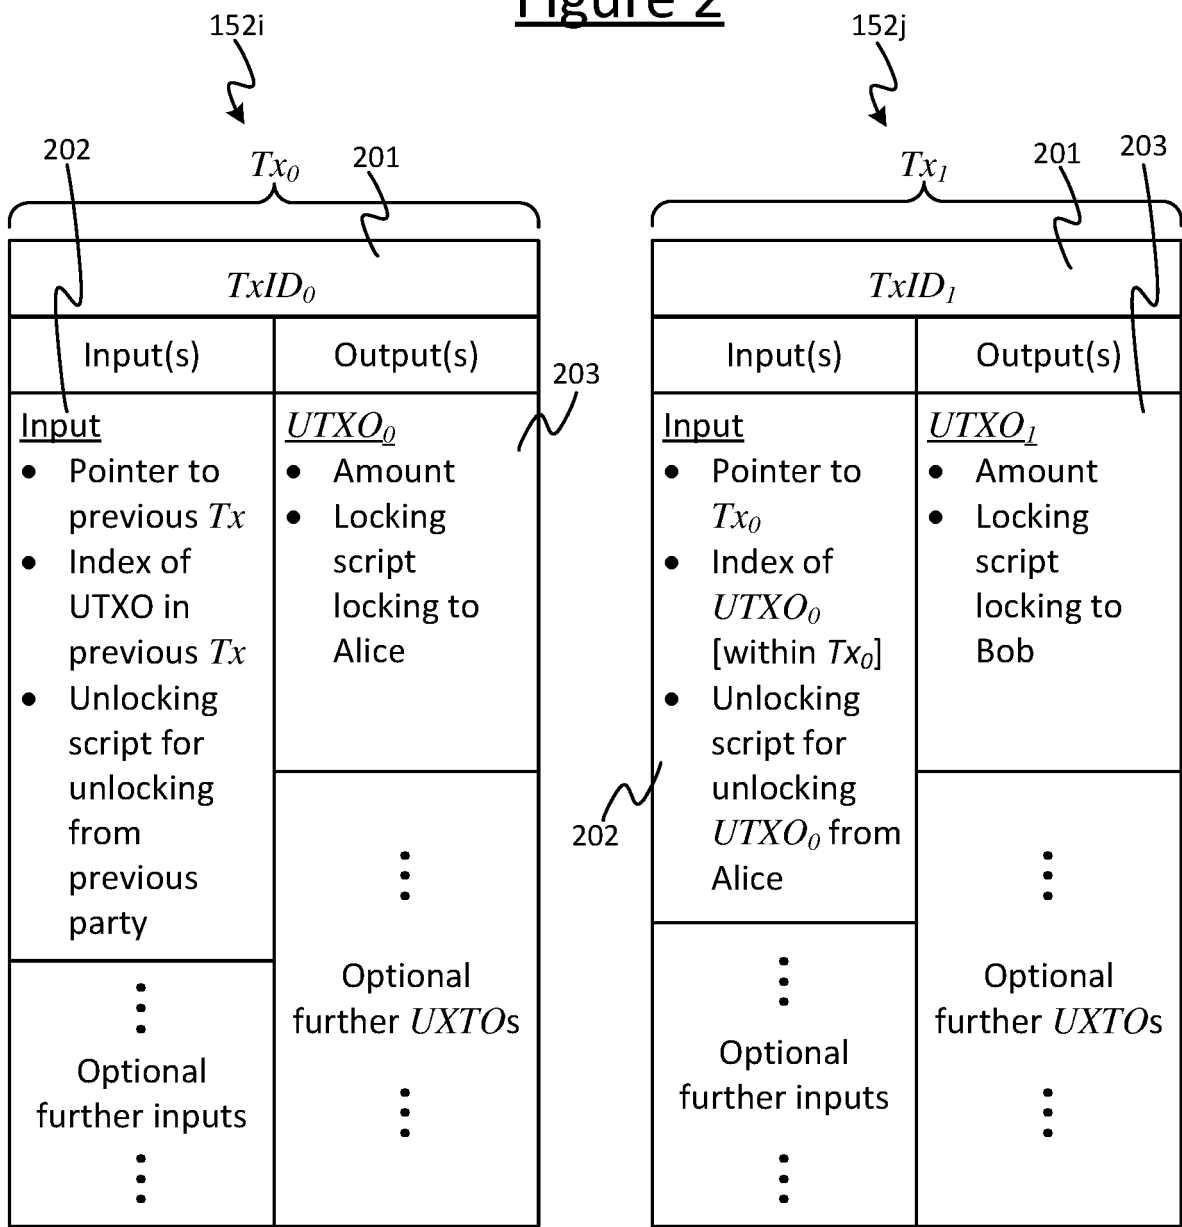 Figure 2
152i
152j
202
Tx0
201
Tx1
201
203
TxID0
TxID1
Input(s)
Output(s)
Input(s)
Output(s)
203
Input
• Pointer to
previous Tx
• Index of
UTXO in
previous Tx
• Unlocking
script for
unlocking
from
previous
party
⋮
Optional
further inputs
⋮
UTXO0
• Amount
• Locking
script
locking to
Alice
⋮
Optional
further UXTOs
⋮
202
Input
• Pointer to
Tx0
• Index of
UTXO0
[within Tx0]
• Unlocking
script for
unlocking
UTXO0 from
Alice
⋮
Optional
further inputs
⋮
UTXO1
• Amount
• Locking
script
locking to
Bob
⋮
Optional
further UXTOs
⋮